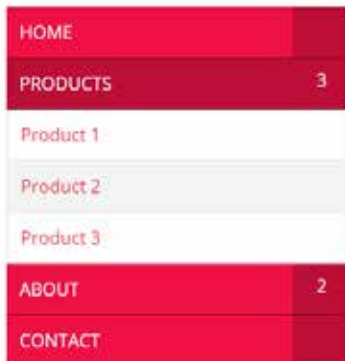 HOME
PRODUCTS 3
Product 1
Product 2
Product 3
ABOUT 2
CONTACT